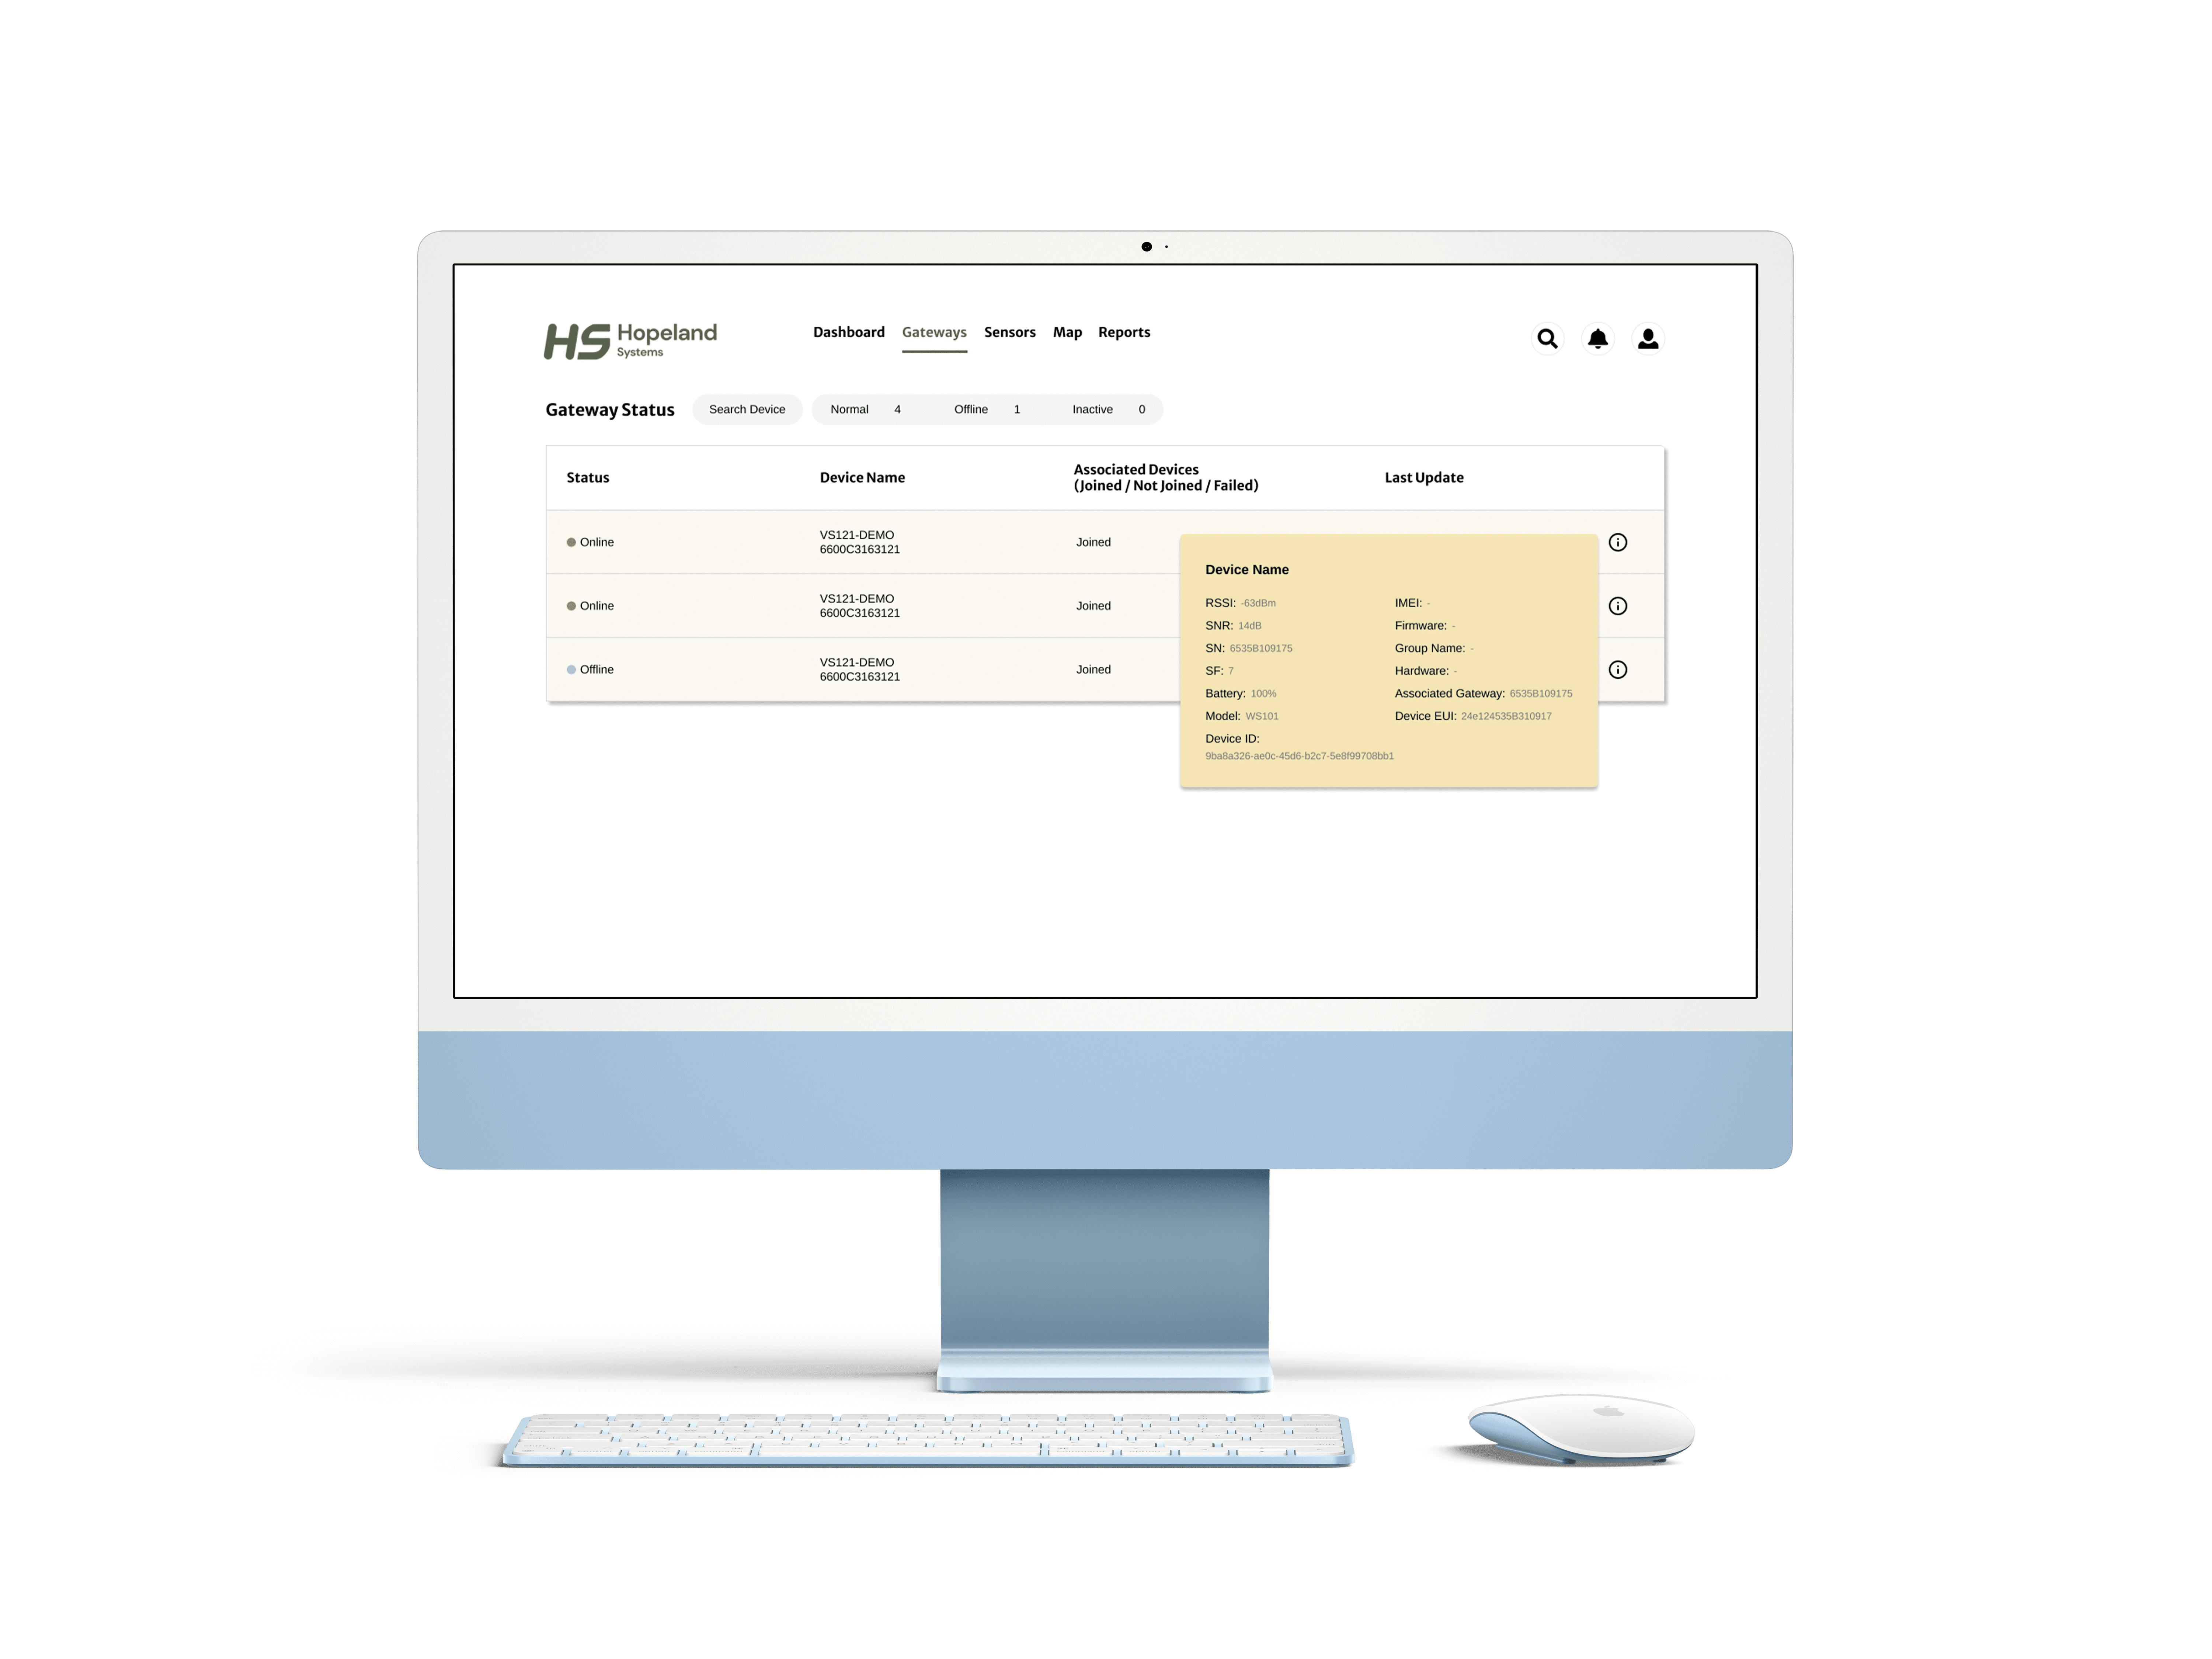 HS Hopeland
Systems
Dashboard Gateways Sensors Map Reports
Gateway Status Search Device Normal 4 Offline 1 Inactive 0
Status Device Name Associated Devices
(Joined / Not Joined / Failed) Last Update
Online VS121-DEMO
6600C3163121 Joined
Online VS121-DEMO
6600C3163121 Joined
Offline VS121-DEMO
6600C3163121 Joined
Device Name
RSSI: -63dBm IMEI: -
SNR: 14dB Firmware: -
SN: 6535B109175 Group Name: -
SF: 7 Hardware: -
Battery: 100% Associated Gateway: 6535B109175
Model: WS101 Device EUI: 24e124535B310917
Device ID:
9ba8a326-ae0c-45d6-b2c7-5e8f99708bb1